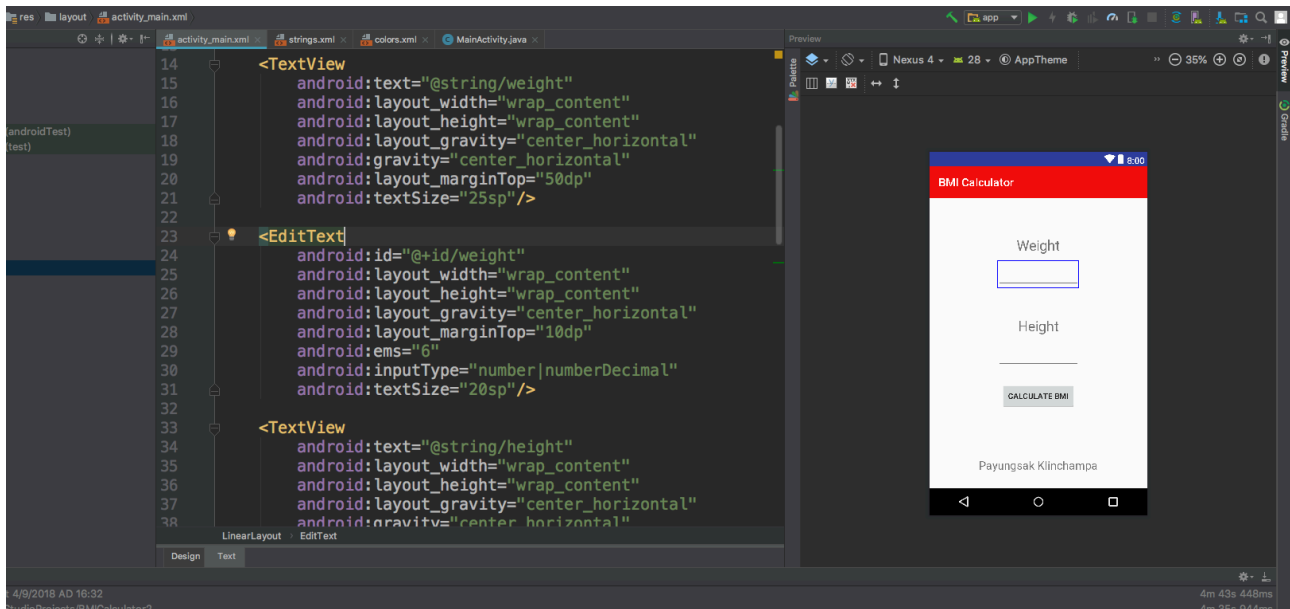 res layout activity_main.xml
app
activity_main.xml strings.xml colors.xml MainActivity.java
Preview
(androidTest)
(test)
14 <TextView
15 android:text="@string/weight"
16 android:layout_width="wrap_content"
17 android:layout_height="wrap_content"
18 android:layout_gravity="center_horizontal"
19 android:gravity="center_horizontal"
20 android:layout_marginTop="50dp"
21 android:textSize="25sp"/>
22
23 <EditText
24 android:id="@+id/weight"
25 android:layout_width="wrap_content"
26 android:layout_height="wrap_content"
27 android:layout_gravity="center_horizontal"
28 android:layout_marginTop="10dp"
29 android:ems="6"
30 android:inputType="number|numberDecimal"
31 android:textSize="20sp"/>
32
33 <TextView
34 android:text="@string/height"
35 android:layout_width="wrap_content"
36 android:layout_height="wrap_content"
37 android:layout_gravity="center_horizontal"
38 android:gravity="center_horizontal"
LinearLayout EditText
Design Text
Palette
Nexus 4 28 AppTheme
35%
8:00
BMI Calculator
Weight
Height
CALCULATE BMI
Payungsak Klinchampa
Preview
Gradle
4/9/2018 AD 16:32
4m 43s 448ms
StudioProjects/BMICalculator2
4m 35s 944ms